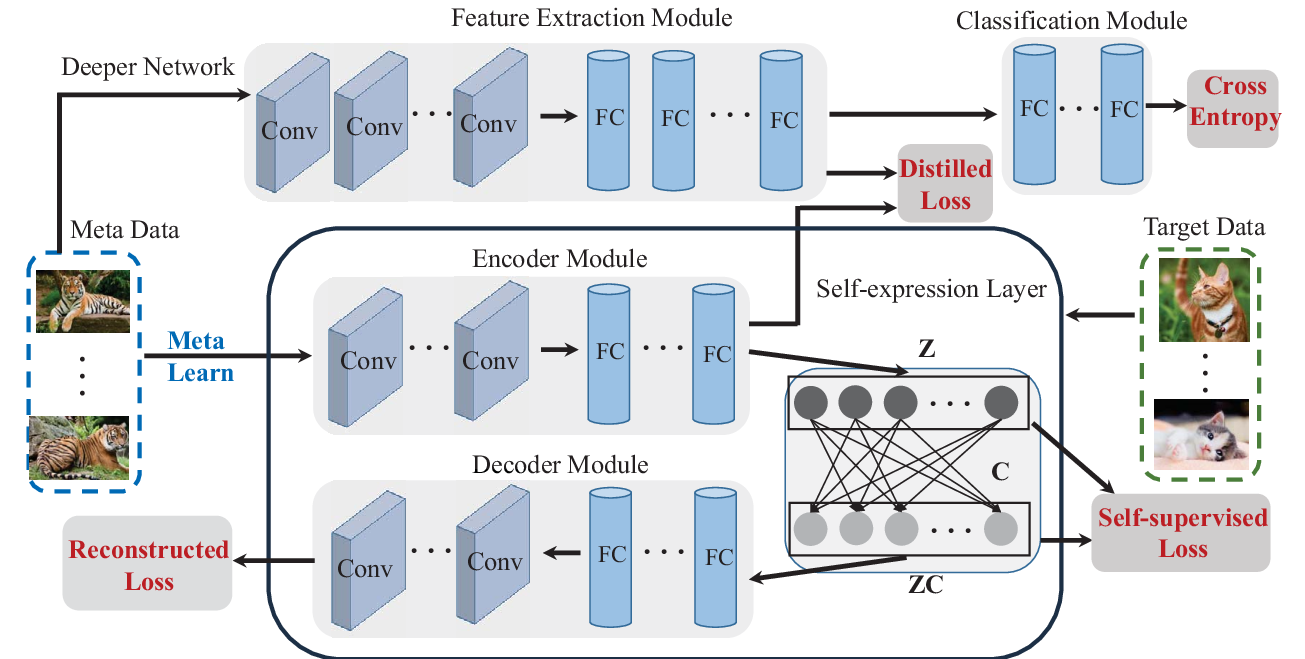 Feature Extraction Module
Classification Module
Deeper Network
Conv
Conv
. . .
Conv
FC
FC
. . .
FC
FC
. . .
FC
Cross
Entropy
Distilled
Loss
Meta Data
Target Data
Encoder Module
Self-expression Layer
Meta
Learn
Conv
. . .
Conv
FC
. . .
FC
Z
. . .
C
. . .
ZC
Decoder Module
Conv
. . .
Conv
FC
. . .
FC
Reconstructed
Loss
Self-supervised
Loss